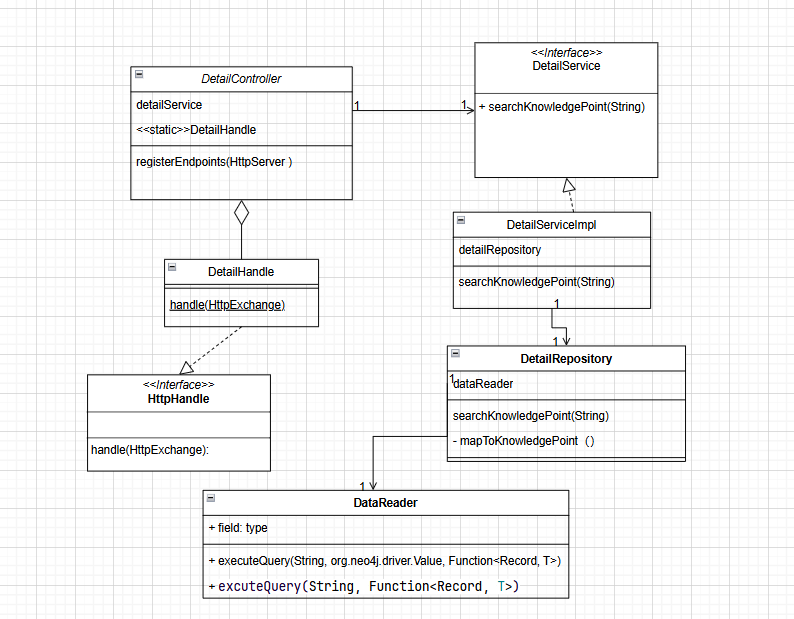 <<Interface>>
DetailService
+ searchKnowledgePoint(String)
DetailController
detailService
<<static>>DetailHandle
registerEndpoints(HttpServer )
1
1
DetailServiceImpl
detailRepository
searchKnowledgePoint(String)
1
1
DetailHandle
handle(HttpExchange)
<<Interface>>
HttpHandle
handle(HttpExchange):
DetailRepository
1
dataReader
searchKnowledgePoint(String)
- mapToKnowledgePoint（）
1
DataReader
+ field: type
+ executeQuery(String, org.neo4j.driver.Value, Function<Record, T>)
+ excuteQuery(String, Function<Record, T>)